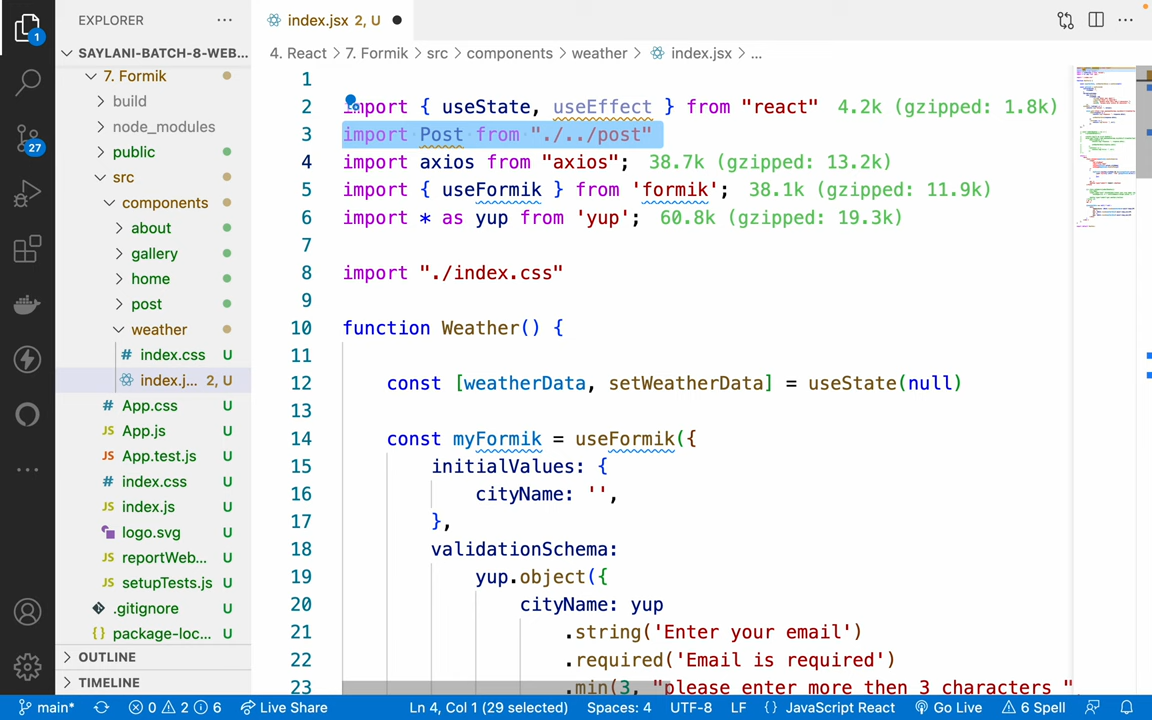 EXPLORER
index.jsx 2, U
SAYLANI-BATCH-8-WEB...
4. React > 7. Formik > src > components > weather > index.jsx > ...
7. Formik
build
node_modules
public
src
components
about
gallery
home
post
weather
index.css U
index.j... 2, U
App.css U
App.js U
App.test.js U
index.css U
index.js U
logo.svg U
reportWeb... U
setupTests.js U
.gitignore U
package-loc... U
OUTLINE
TIMELINE
1
27
1
2 import { useState, useEffect } from "react" 4.2k (gzipped: 1.8k)
3 import Post from "./../post"
4 import axios from "axios"; 38.7k (gzipped: 13.2k)
5 import { useFormik } from 'formik'; 38.1k (gzipped: 11.9k)
6 import * as yup from 'yup'; 60.8k (gzipped: 19.3k)
7
8 import "./index.css"
9
10 function Weather() {
11
12 const [weatherData, setWeatherData] = useState(null)
13
14 const myFormik = useFormik({
15 initialValues: {
16 cityName: '',
17 },
18 validationSchema:
19 yup.object({
20 cityName: yup
21 .string('Enter your email')
22 .required('Email is required')
23 .min(3, "please enter more then 3 characters "
main* 0 2 6 Live Share Ln 4, Col 1 (29 selected) Spaces: 4 UTF-8 LF {} JavaScript React Go Live 6 Spell